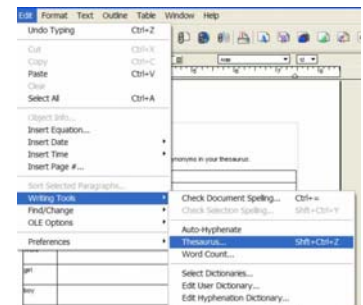 Edit Format Text Outline Table Window Help
Undo Typing Ctrl+Z
Cut Ctrl+X
Copy Ctrl+C
Paste Ctrl+V
Clear
Select All Ctrl+A
Object Info...
Insert Equation...
Insert Date
Insert Time
Insert Page #...
Sort Selected Paragraphs...
Writing Tools
Find/Change
OLE Options
Preferences
synonyms in your thesaurus.
Check Document Spelling... Ctrl+=
Check Selection Spelling... Shft+Ctrl+Y
Auto-Hyphenate
Thesaurus... Shft+Ctrl+Z
Word Count...
Select Dictionaries...
Edit User Dictionary...
Edit Hyphenation Dictionary...
girl
boy